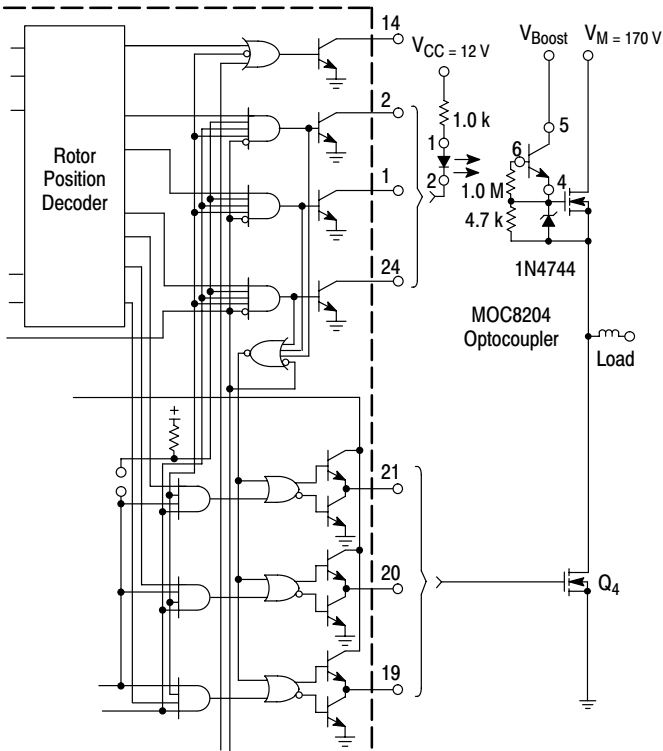 14
V_CC = 12 V
V_Boost
V_M = 170 V
2
1.0 k
1
5
6
Rotor
Position
Decoder
1
2
1.0 M
4
4.7 k
1N4744
24
MOC8204
Optocoupler
Load
+
21
20
Q_4
19